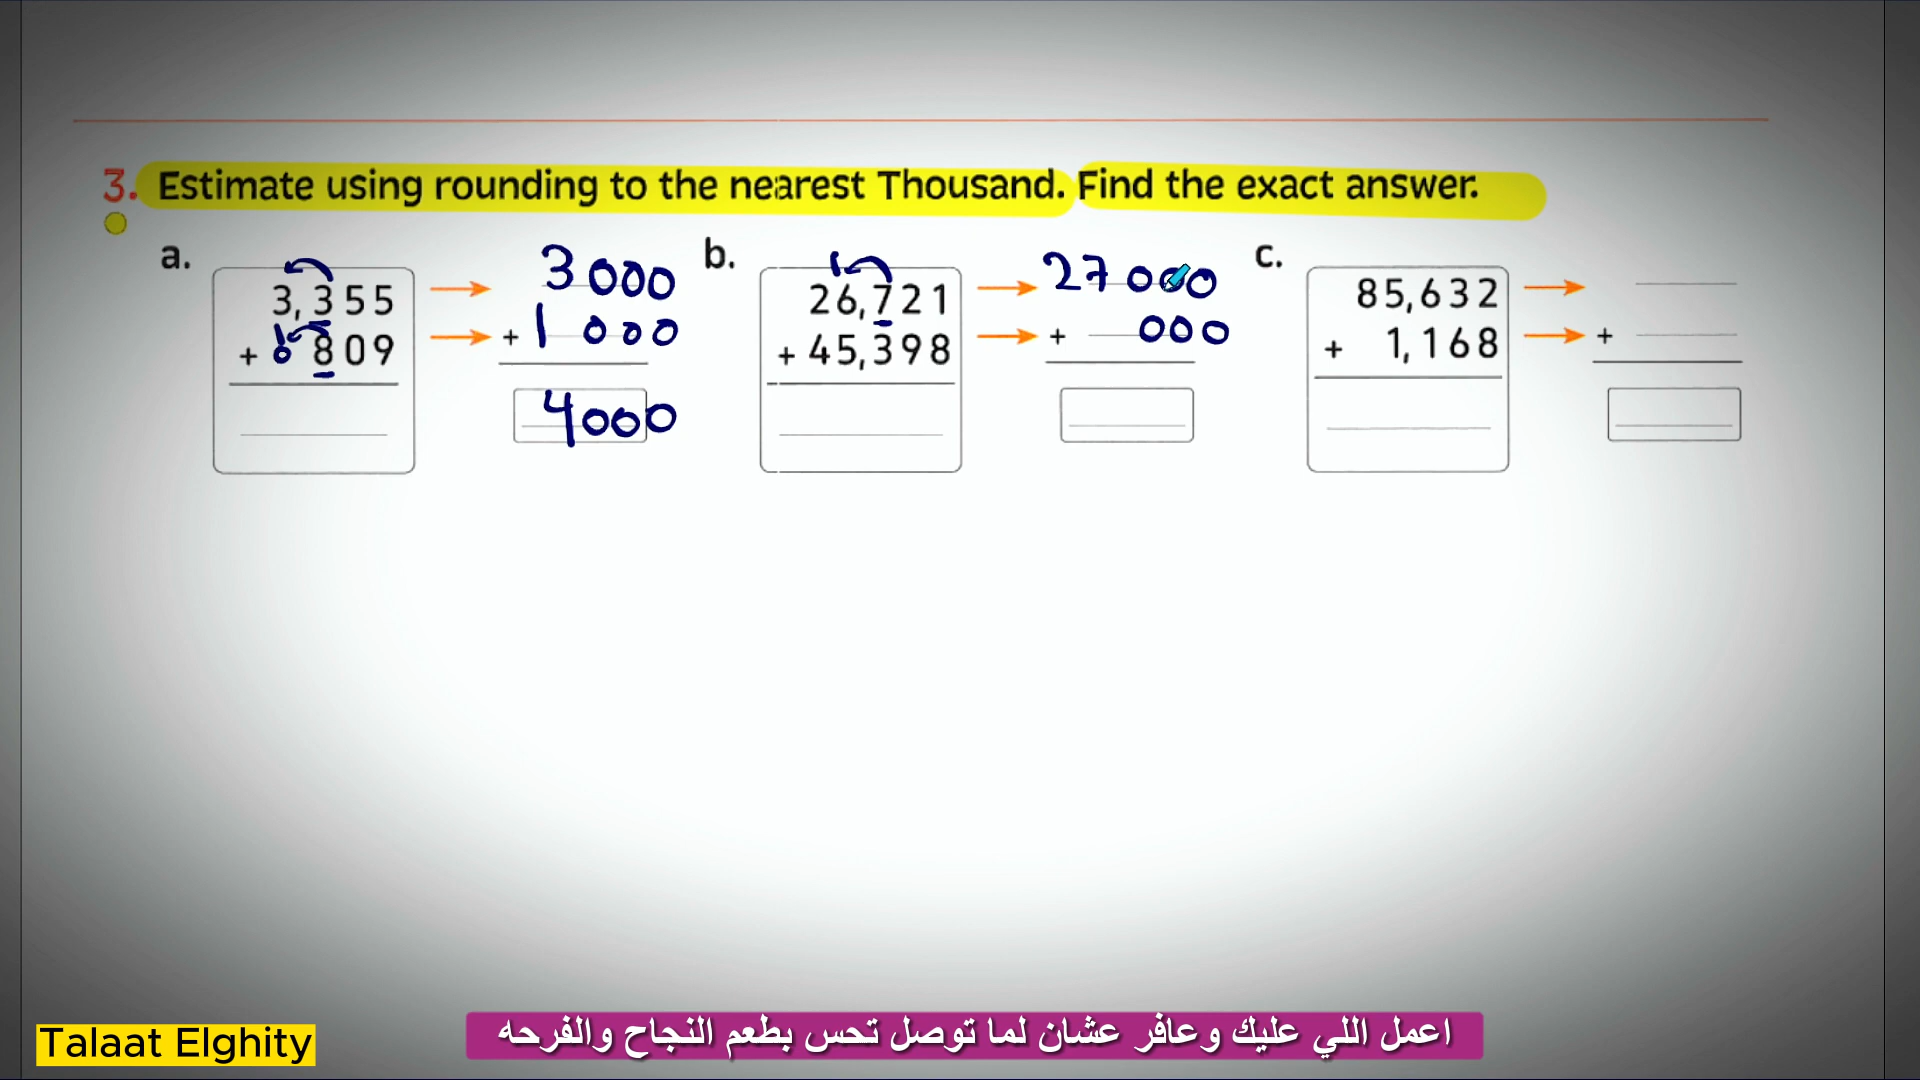 3. Estimate using rounding to the nearest Thousand. Find the exact answer.
a.
3,355
+ 0 809
3000
+ 1 000
4000
b.
26,721
+ 45,398
27 000
+ 000
c.
85,632
+ 1,168
+
Talaat Elghity
اعمل اللي عليك وعافر عشان لما توصل تحس بطعم النجاح والفرحه